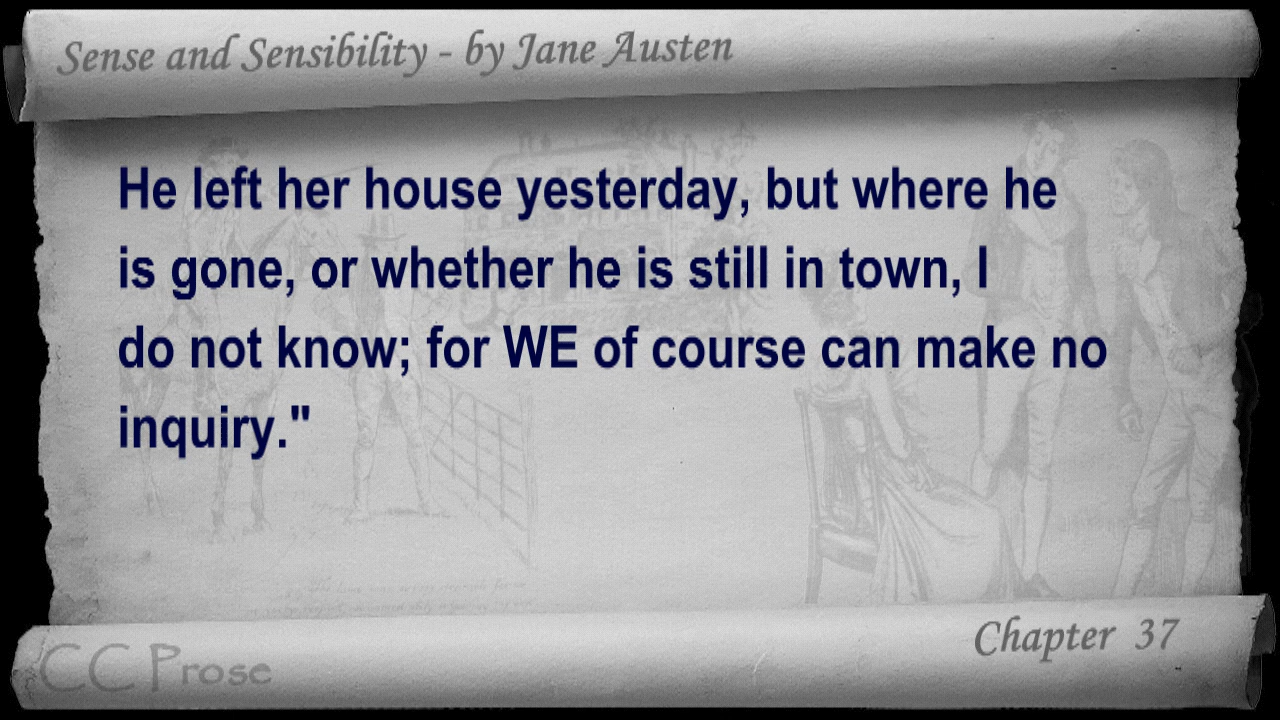 Sense and Sensibility - by Jane Austen
He left her house yesterday, but where he
is gone, or whether he is still in town, I
do not know; for WE of course can make no
inquiry."
Chapter 37
CC Prose